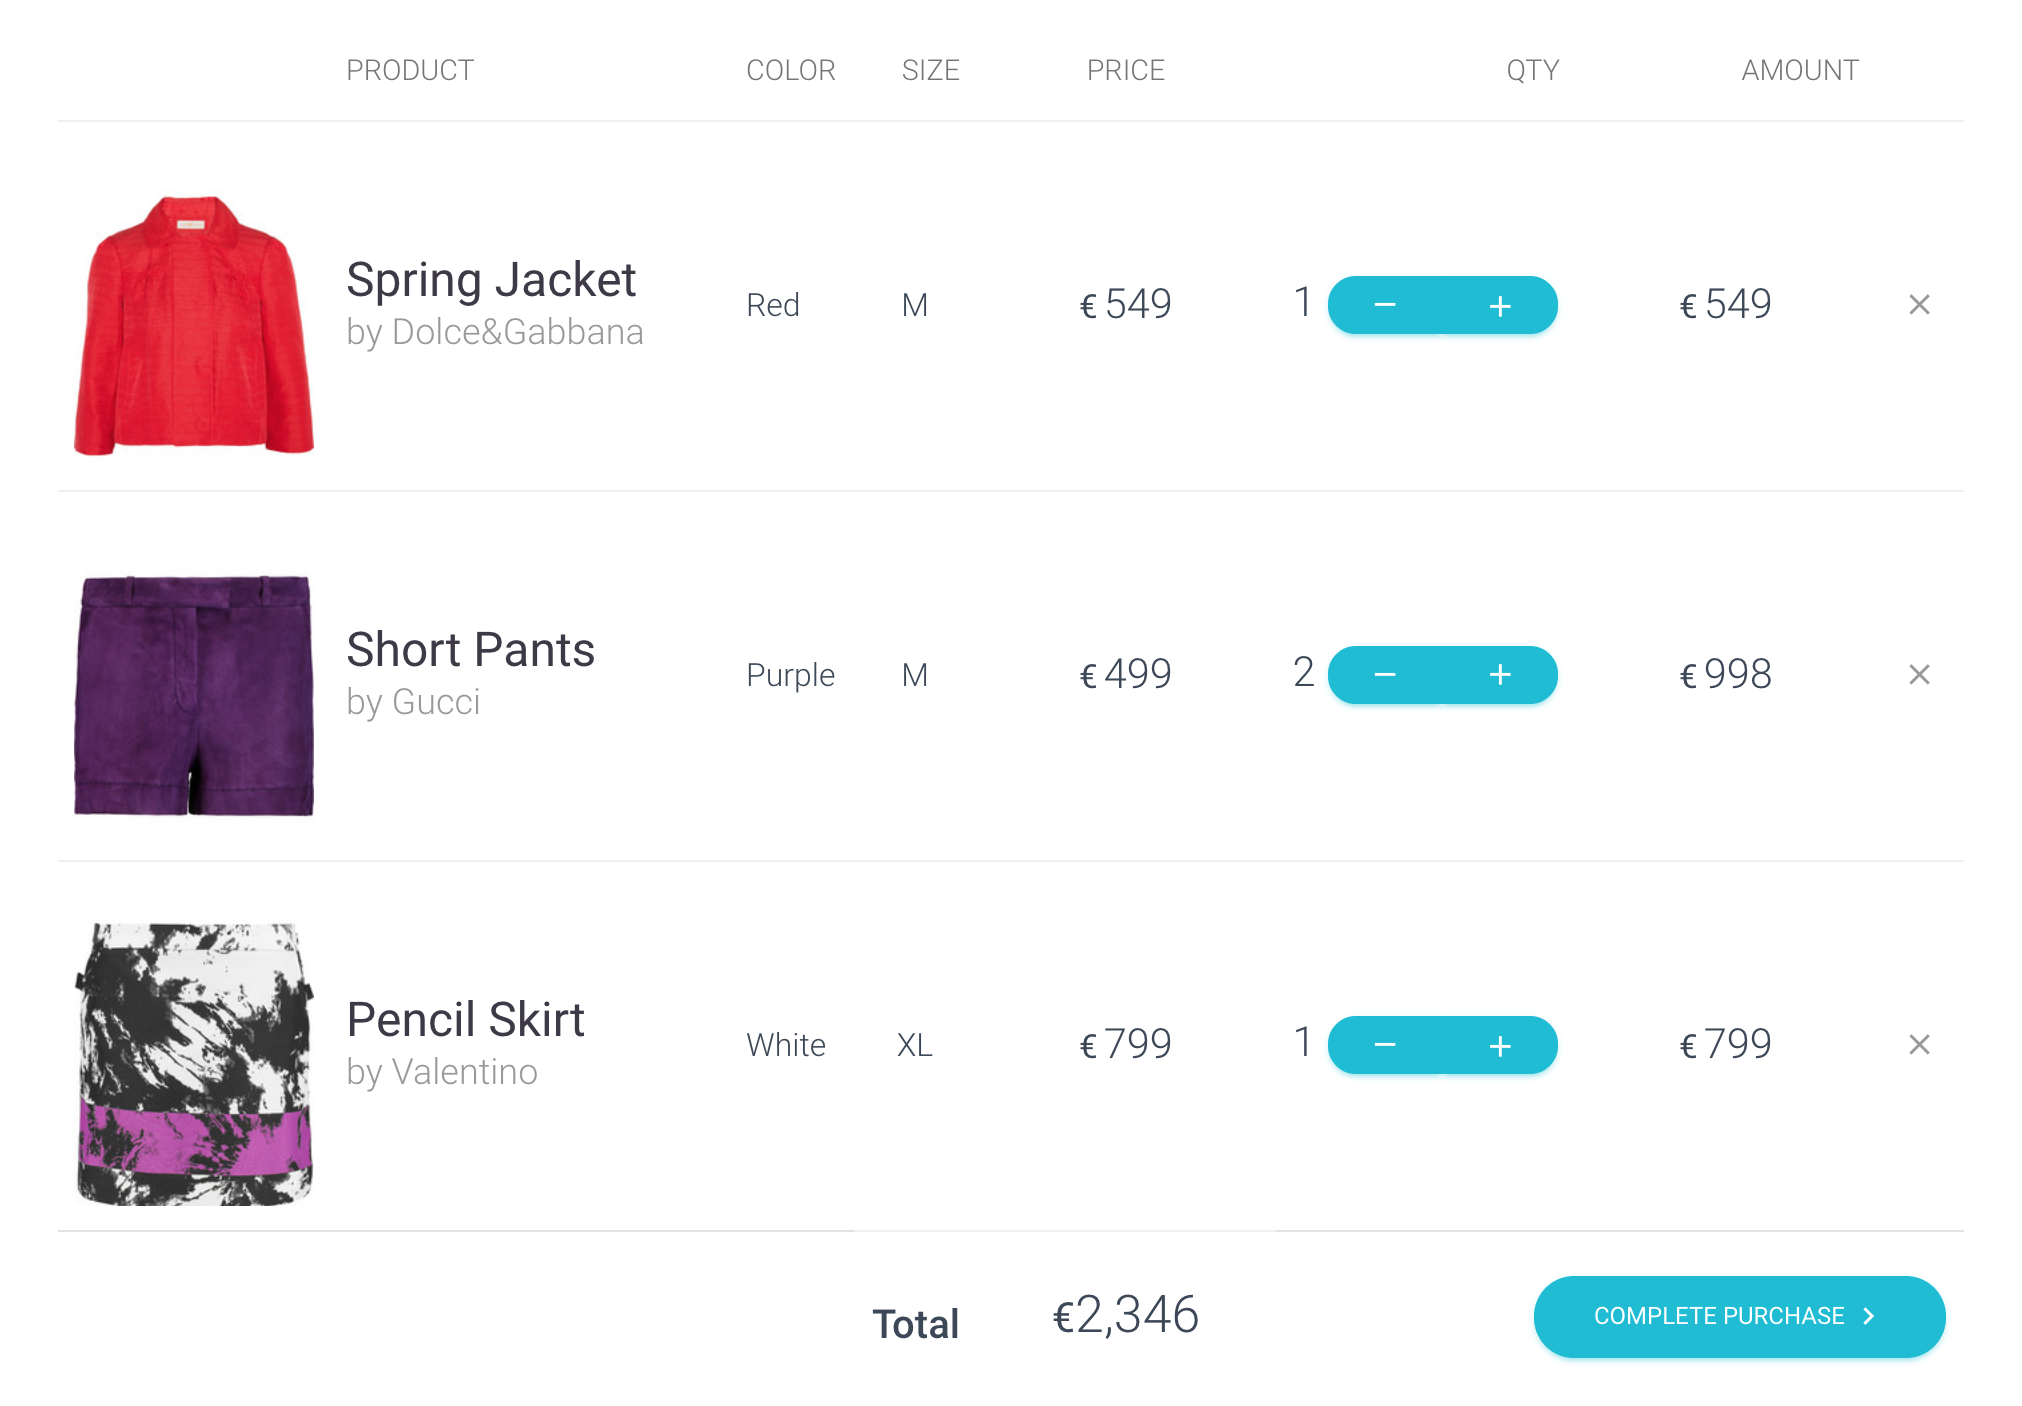 PRODUCT COLOR SIZE PRICE QTY AMOUNT
Spring Jacket
by Dolce&Gabbana
Red M € 549 1 − + € 549 ×
Short Pants
by Gucci
Purple M € 499 2 − + € 998 ×
Pencil Skirt
by Valentino
White XL € 799 1 − + € 799 ×
Total €2,346 COMPLETE PURCHASE >